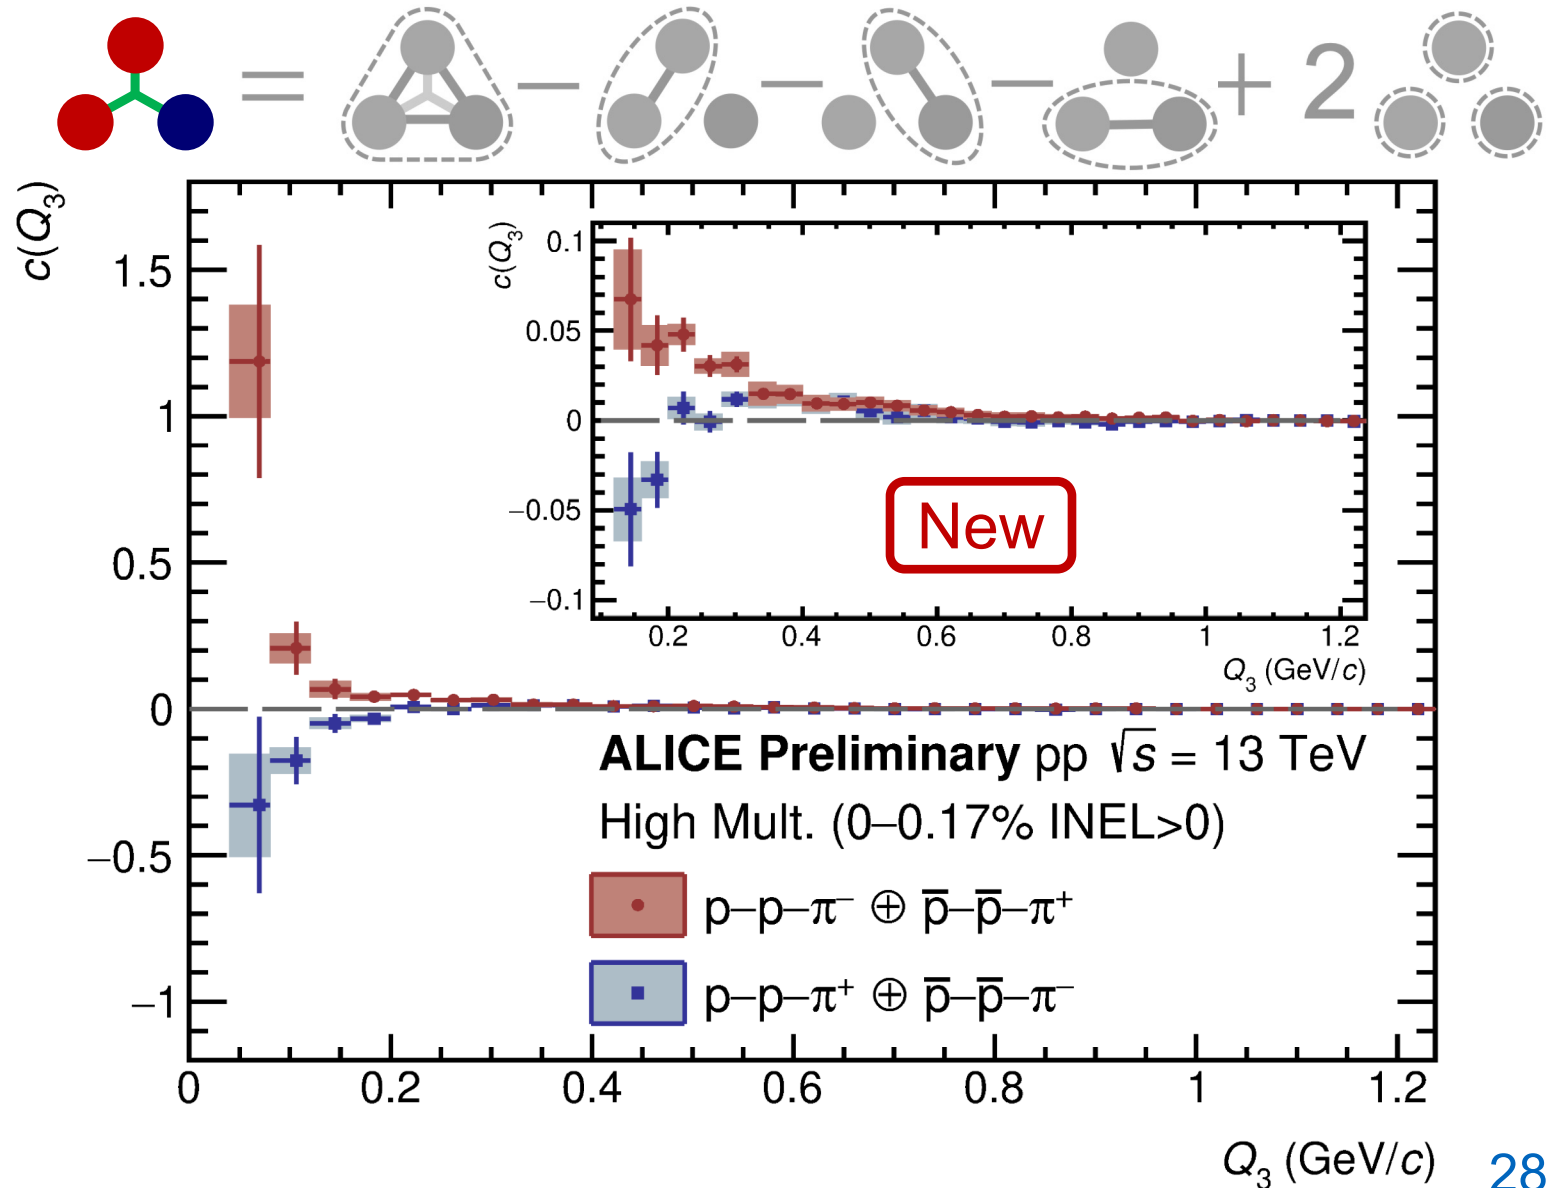 = − − − + 2
c(Q₃)
1.5
1
0.5
0
−0.5
−1
0 0.2 0.4 0.6 0.8 1 1.2
Q₃ (GeV/c)
c(Q₃)
0.1
0.05
0
−0.05
−0.1
0.2 0.4 0.6 0.8 1 1.2
Q₃ (GeV/c)
New
ALICE Preliminary pp √s = 13 TeV
High Mult. (0–0.17% INEL>0)
p–p–π⁻ ⊕ p̅–p̅–π⁺
p–p–π⁺ ⊕ p̅–p̅–π⁻
28